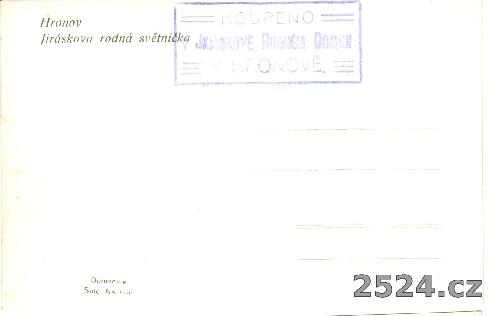 Hronov
Jiráskova rodná světnička
KOUPENO
V JIRÁSKOVĚ RODNÉM DOMKU
V HRONOVĚ.
2524.cz